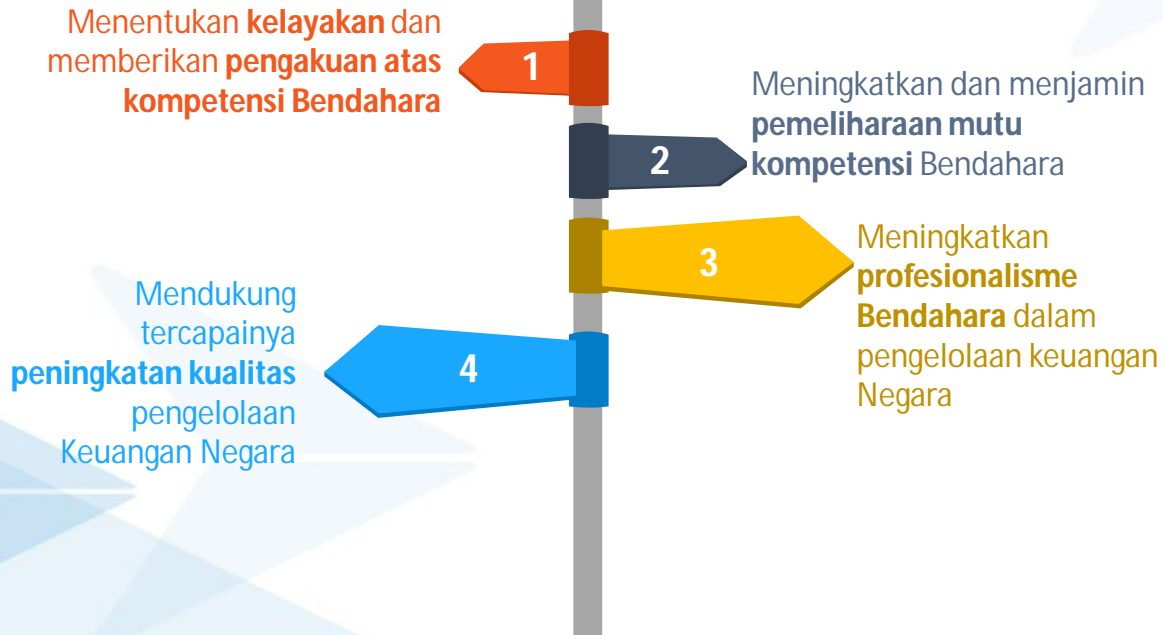 Menentukan kelayakan dan
memberikan pengakuan atas
kompetensi Bendahara
1
Meningkatkan dan menjamin
pemeliharaan mutu
kompetensi Bendahara
2
3
Meningkatkan
profesionalisme
Bendahara dalam
pengelolaan keuangan
Negara
Mendukung
tercapainya
peningkatan kualitas
pengelolaan
Keuangan Negara
4